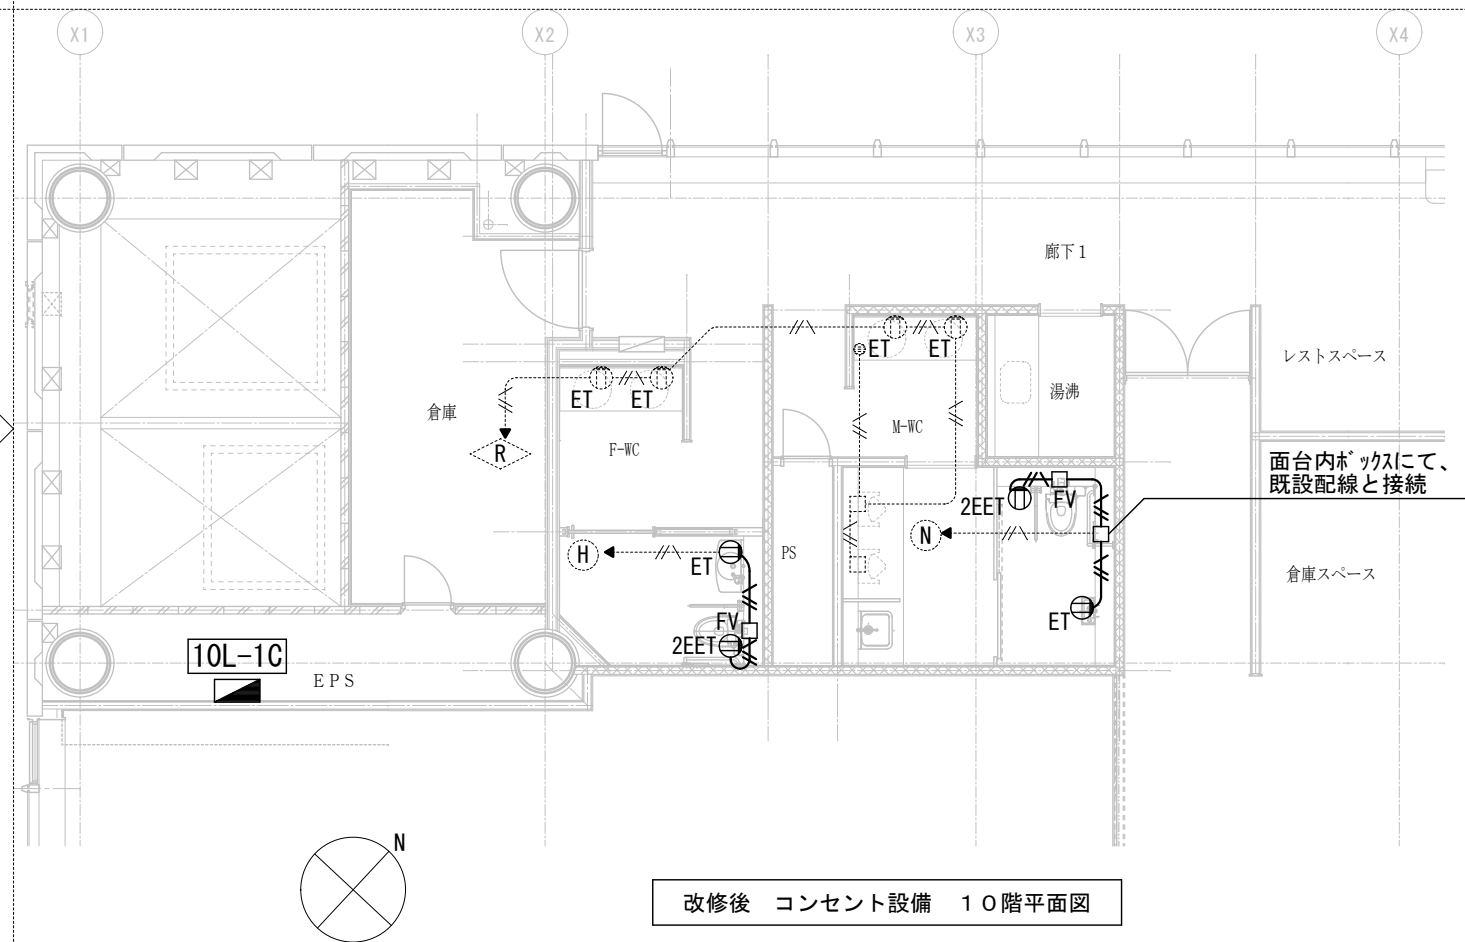 X1
X2
X3
X4
廊下1
レストスペース
湯沸
倉庫
ET
ET
ET
ET
M-WC
F-WC
R
面台内ﾎﾞｯｸｽにて、
既設配線と接続
2EET
FV
N
H
ET
PS
倉庫スペース
ET
FV
2EET
10L-1C
EPS
N
改修後 コンセント設備 10階平面図